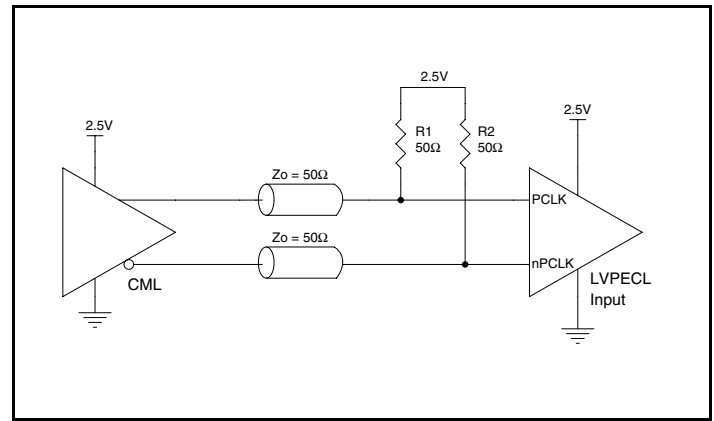 2.5V
2.5V
2.5V
R1
50Ω
R2
50Ω
Zo = 50Ω
PCLK
Zo = 50Ω
nPCLK
CML
LVPECL
Input